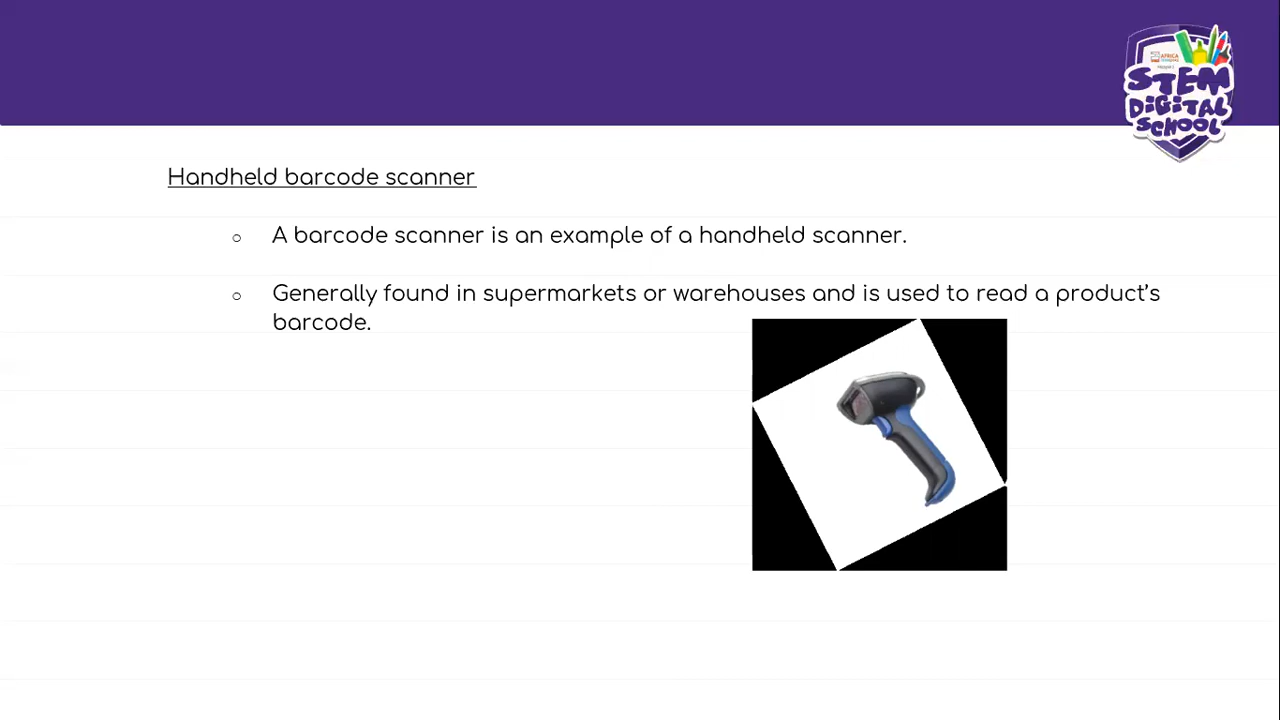 AFRICA
STEM
DIGITAL
SCHOOL
Handheld barcode scanner
○ A barcode scanner is an example of a handheld scanner.
○ Generally found in supermarkets or warehouses and is used to read a product's
barcode.